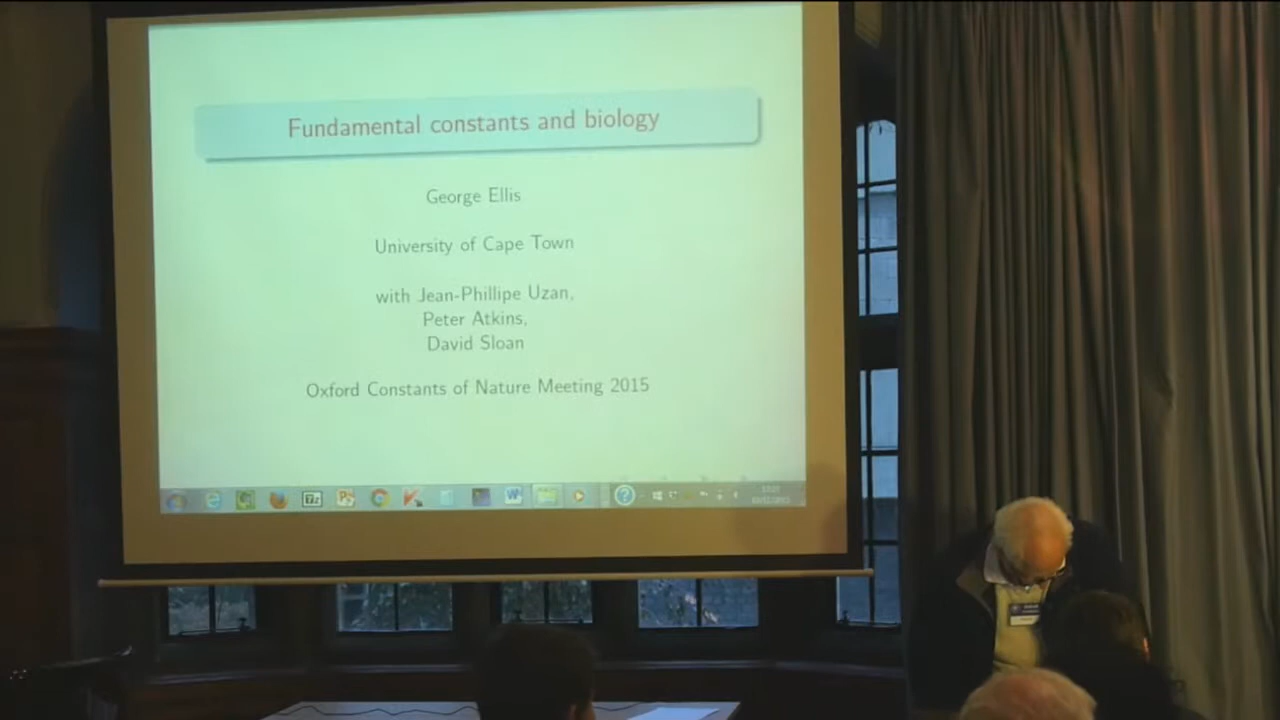 Fundamental constants and biology
George Ellis
University of Cape Town
with Jean-Phillipe Uzan,
Peter Atkins,
David Sloan
Oxford Constants of Nature Meeting 2015